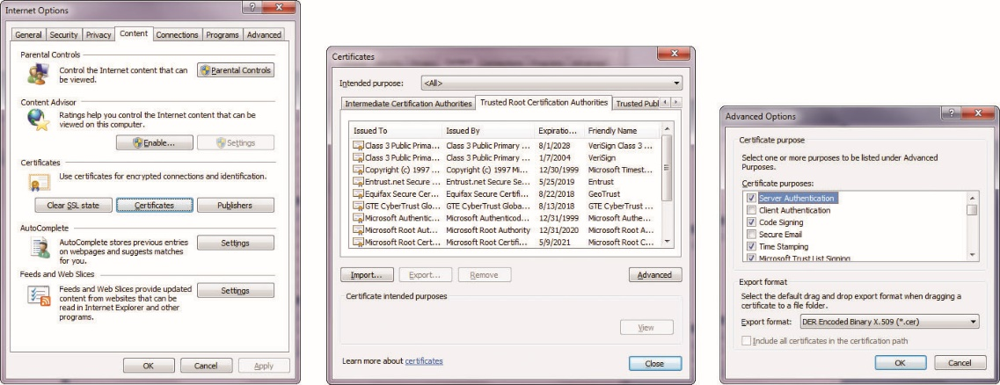 Internet Options
General Security Privacy Content Connections Programs Advanced
Parental Controls
Control the Internet content that can
be viewed.
Parental Controls
Content Advisor
Ratings help you control the Internet content that can be
viewed on this computer.
Enable...
Settings
Certificates
Use certificates for encrypted connections and identification.
Clear SSL state
Certificates
Publishers
AutoComplete
AutoComplete stores previous entries
on webpages and suggests matches
for you.
Settings
Feeds and Web Slices
Feeds and Web Slices provide updated
content from websites that can be
read in Internet Explorer and other
programs.
Settings
OK
Cancel
Apply
Certificates
Intended purpose: <All>
Intermediate Certification Authorities Trusted Root Certification Authorities Trusted Publ
Issued To Issued By Expiratio... Friendly Name
Class 3 Public Prima... Class 3 Public Primary ... 8/1/2028 VeriSign Class 3 ...
Class 3 Public Prima... Class 3 Public Primary ... 1/7/2004 VeriSign
Copyright (c) 1997 ... Copyright (c) 1997 Mi... 12/30/1999 Microsoft Timest...
Entrust.net Secure ... Entrust.net Secure Se... 5/25/2019 Entrust
Equifax Secure Cer... Equifax Secure Certifi... 8/22/2018 GeoTrust
GTE CyberTrust Glo... GTE CyberTrust Globa... 8/13/2018 GTE CyberTrust ...
Microsoft Authentic... Microsoft Authenticod... 12/31/1999 Microsoft Authe...
Microsoft Root Aut... Microsoft Root Authority 12/31/2020 Microsoft Root A...
Microsoft Root Cert... Microsoft Root Certifi... 5/9/2021 Microsoft Root C...
Import...
Export...
Remove
Advanced
Certificate intended purposes
View
Learn more about certificates
Close
Advanced Options
Certificate purpose
Select one or more purposes to be listed under Advanced
Purposes.
Certificate purposes:
Server Authentication
Client Authentication
Code Signing
Secure Email
Time Stamping
Microsoft Trust List Signing
Export format
Select the default drag and drop export format when dragging a
certificate to a file folder.
Export format: DER Encoded Binary X.509 (*.cer)
Include all certificates in the certification path
OK
Cancel